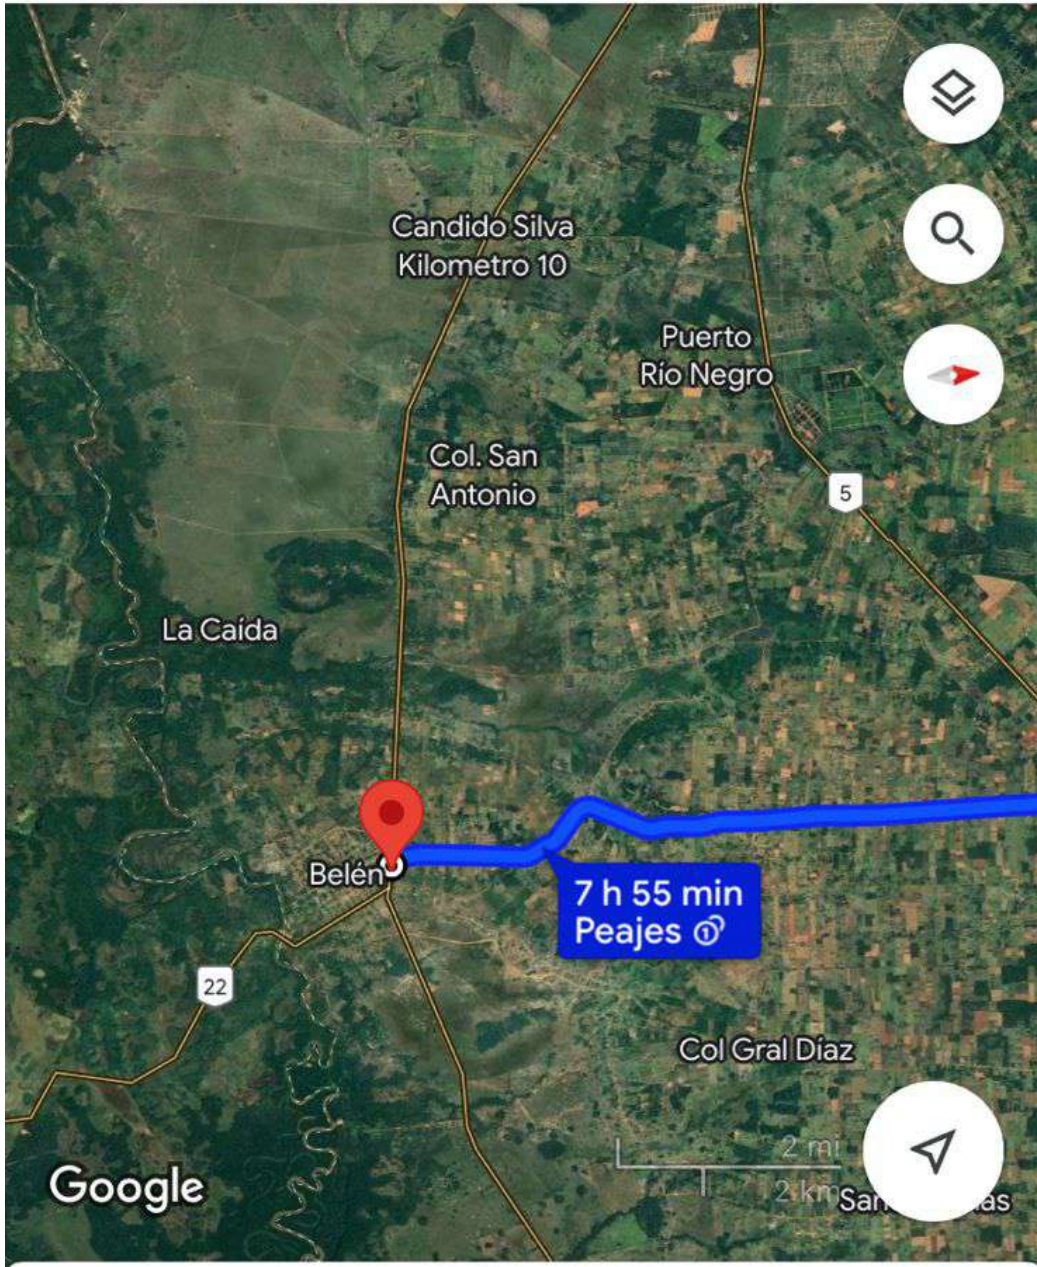 Candido Silva
Kilometro 10
Puerto
Río Negro
Col. San
Antonio
5
La Caída
Belén
7 h 55 min
Peajes
22
Col Gral Díaz
2 mi
2 km
Google